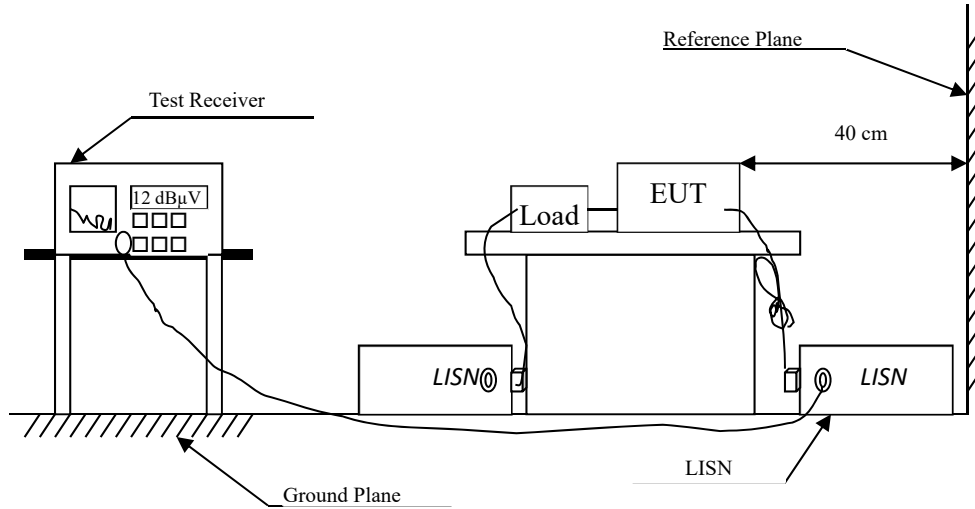 Reference Plane
Test Receiver
40 cm
12 dBµV
EUT
Load
LISN
LISN
LISN
Ground Plane